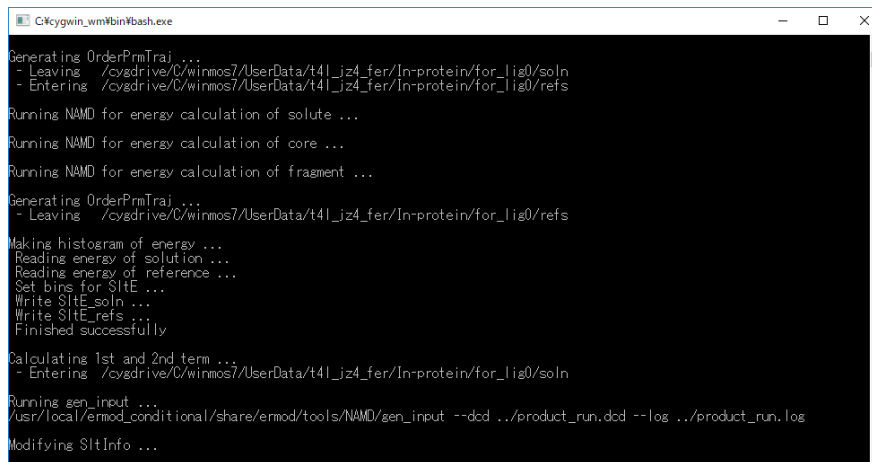 C:¥cygwin_wm¥bin¥bash.exe
Generating OrderPrmTraj ...
 - Leaving   /cygdrive/C/winmos7/UserData/t4l_jz4_fer/In-protein/for_lig0/soln
 - Entering  /cygdrive/C/winmos7/UserData/t4l_jz4_fer/In-protein/for_lig0/refs
Running NAMD for energy calculation of solute ...
Running NAMD for energy calculation of core ...
Running NAMD for energy calculation of fragment ...
Generating OrderPrmTraj ...
 - Leaving   /cygdrive/C/winmos7/UserData/t4l_jz4_fer/In-protein/for_lig0/refs
Making histogram of energy ...
 Reading energy of solution ...
 Reading energy of reference ...
 Set bins for SltE ...
 Write SltE_soln ...
 Write SltE_refs ...
 Finished successfully
Calculating 1st and 2nd term ...
 - Entering  /cygdrive/C/winmos7/UserData/t4l_jz4_fer/In-protein/for_lig0/soln
Running gen_input ...
/usr/local/ermod_conditional/share/ermod/tools/NAMD/gen_input --dcd ../product_run.dcd --log ../product_run.log
Modifying SltInfo ...